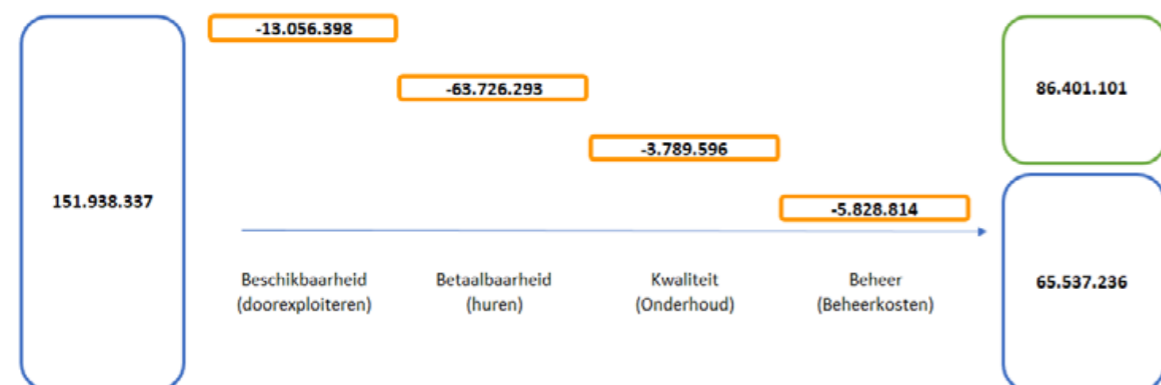 -13.056.398
-63.726.293
86.401.101
-3.789.596
151.938.337
-5.828.814
Beschikbaarheid
(doorexploiteren)
Betaalbaarheid
(huren)
Kwaliteit
(Onderhoud)
Beheer
(Beheerkosten)
65.537.236